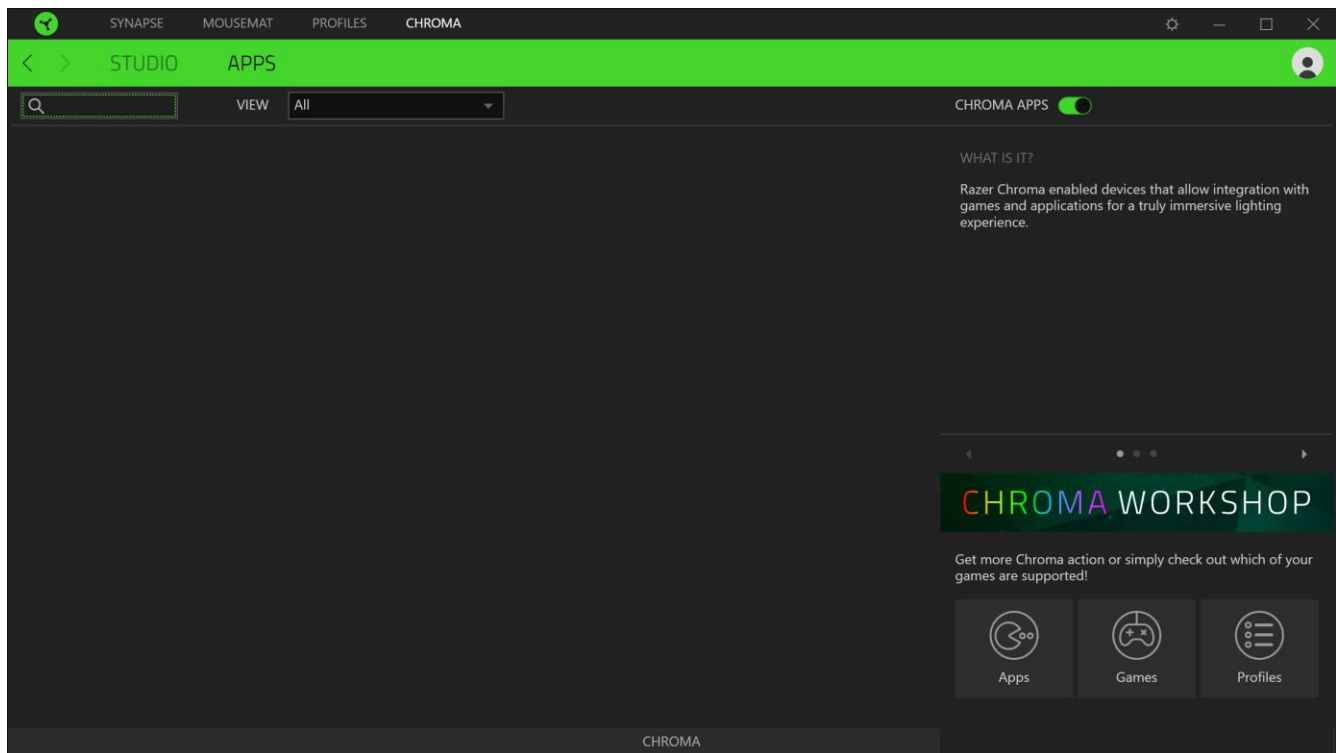 SYNAPSE MOUSEMAT PROFILES CHROMA
STUDIO APPS
VIEW All
CHROMA APPS
WHAT IS IT?
Razer Chroma enabled devices that allow integration with
games and applications for a truly immersive lighting
experience.
CHROMA WORKSHOP
Get more Chroma action or simply check out which of your
games are supported!
Apps Games Profiles
CHROMA